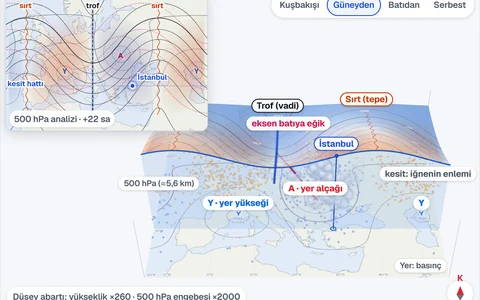 sırt
trof
sırt
Kuşbakışı
Güneyden
Batıdan
Serbest
A
Y
Y
kesit hattı
İstanbul
500 hPa analizi · +22 sa
Trof (vadi)
Sırt (tepe)
eksen batıya eğik
İstanbul
kesit: iğnenin enlemi
500 hPa (≈5,6 km)
A · yer alçağı
Y · yer yükseği
Y
Yer: basınç
K
Düşey abartı: yükseklik ×260 · 500 hPa engebesi ×2000